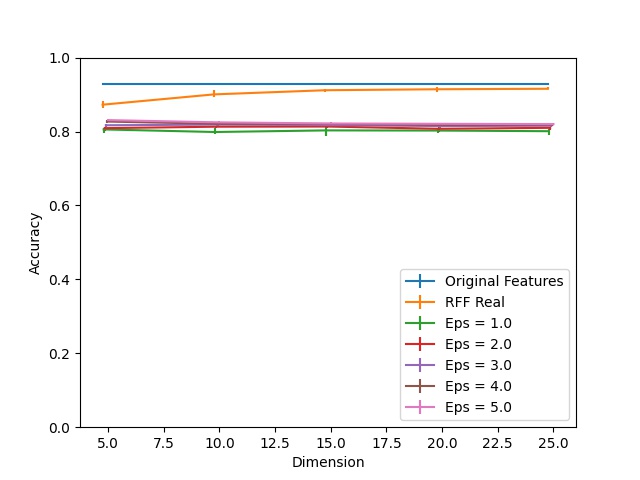 1.0
0.8
0.6
0.4
0.2
0.0
Accuracy
Original Features
RFF Real
Eps = 1.0
Eps = 2.0
Eps = 3.0
Eps = 4.0
Eps = 5.0
5.0 7.5 10.0 12.5 15.0 17.5 20.0 22.5 25.0
Dimension